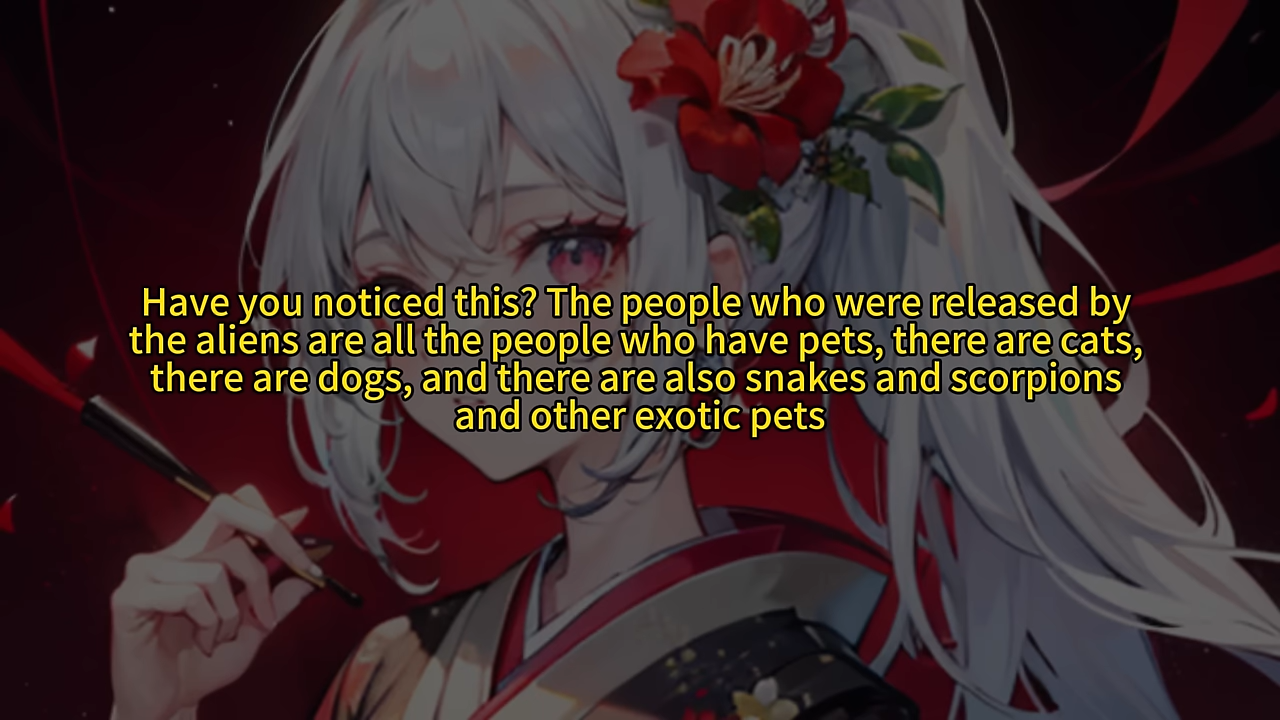 Have you noticed this? The people who were released by
the aliens are all the people who have pets, there are cats,
there are dogs, and there are also snakes and scorpions
and other exotic pets